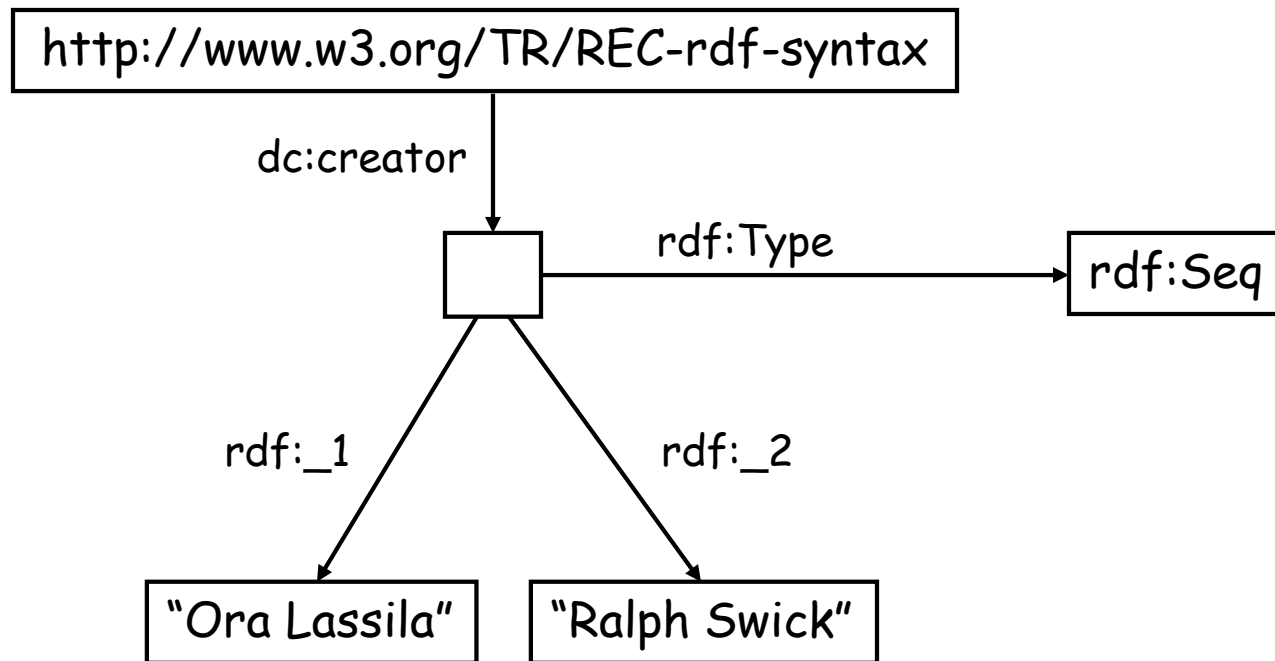 http://www.w3.org/TR/REC-rdf-syntax
dc:creator
rdf:Type
rdf:Seq
rdf:_1
rdf:_2
“Ora Lassila”
“Ralph Swick”